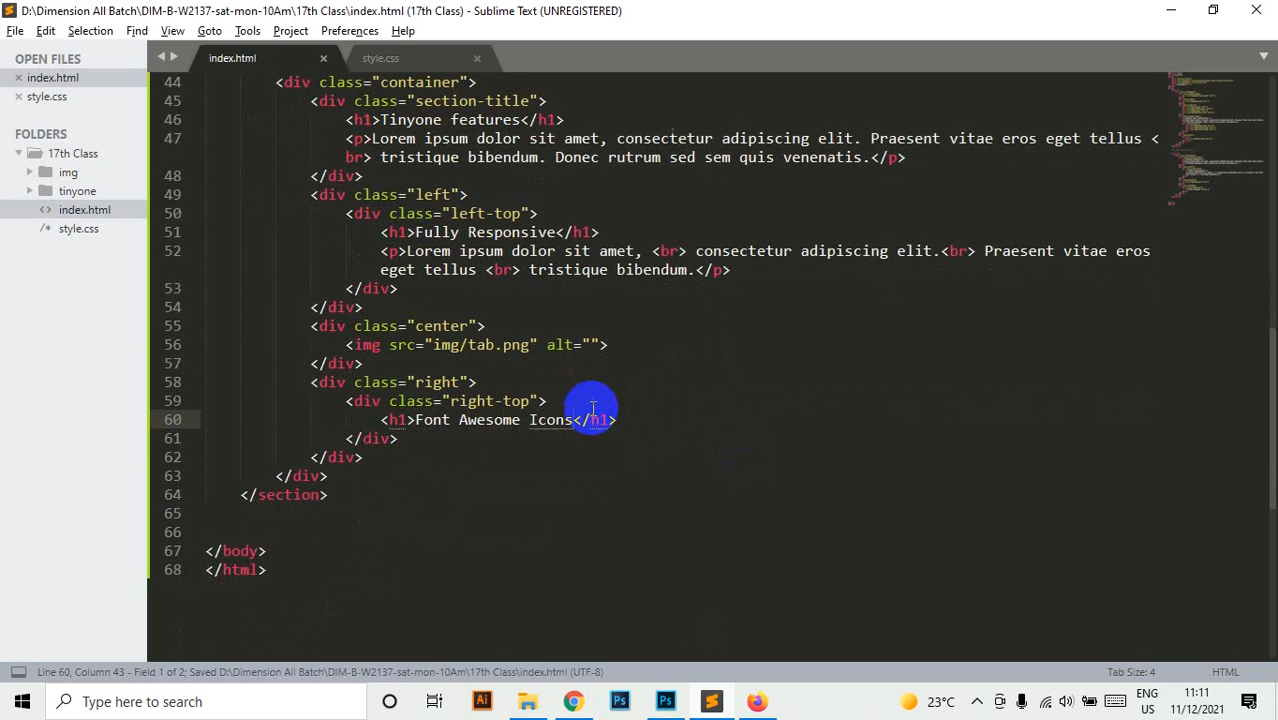 D:\Dimension All Batch\DIM-B-W2137-sat-mon-10Am\17th Class\index.html (17th Class) - Sublime Text (UNREGISTERED)
File Edit Selection Find View Goto Tools Project Preferences Help
OPEN FILES
index.html
style.css
FOLDERS
17th Class
img
tinyone
index.html
style.css
index.html style.css
44 <div class="container">
45 <div class="section-title">
46 <h1>Tinyone features</h1>
47 <p>Lorem ipsum dolor sit amet, consectetur adipiscing elit. Praesent vitae eros eget tellus <
br> tristique bibendum. Donec rutrum sed sem quis venenatis.</p>
48 </div>
49 <div class="left">
50 <div class="left-top">
51 <h1>Fully Responsive</h1>
52 <p>Lorem ipsum dolor sit amet, <br> consectetur adipiscing elit.<br> Praesent vitae eros
eget tellus <br> tristique bibendum.</p>
53 </div>
54 </div>
55 <div class="center">
56 <img src="img/tab.png" alt="">
57 </div>
58 <div class="right">
59 <div class="right-top">
60 <h1>Font Awesome Icons</h1>
61 </div>
62 </div>
63 </div>
64 </section>
65
66
67 </body>
68 </html>
Line 60, Column 43 - Field 1 of 2; Saved D:\Dimension All Batch\DIM-B-W2137-sat-mon-10Am\17th Class\index.html (UTF-8) Tab Size: 4 HTML
Type here to search
Ai Ps Ps
23°C
ENG
US
11:11
11/12/2021